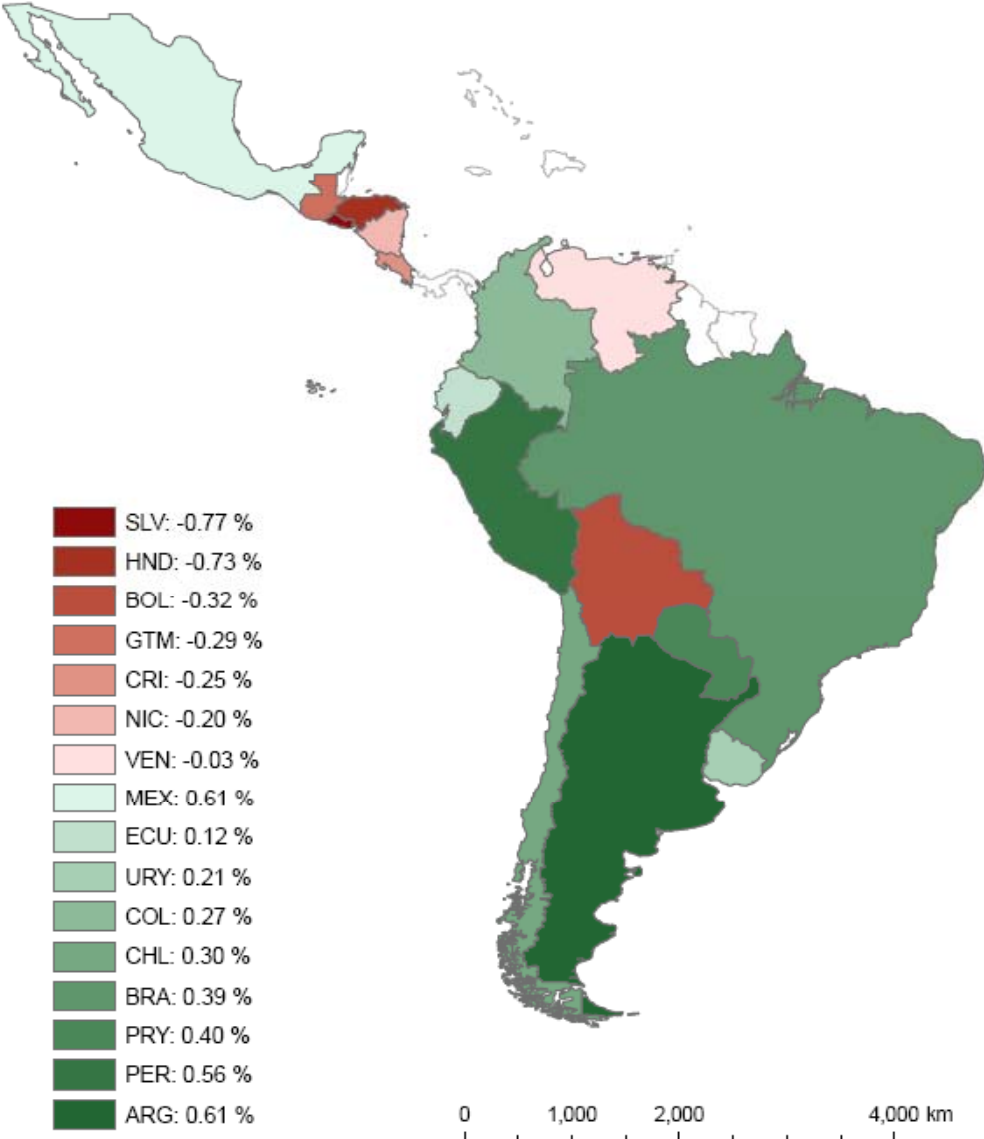 SLV: -0.77 %
HND: -0.73 %
BOL: -0.32 %
GTM: -0.29 %
CRI: -0.25 %
NIC: -0.20 %
VEN: -0.03 %
MEX: 0.61 %
ECU: 0.12 %
URY: 0.21 %
COL: 0.27 %
CHL: 0.30 %
BRA: 0.39 %
PRY: 0.40 %
PER: 0.56 %
ARG: 0.61 %
0 1,000 2,000 4,000 km